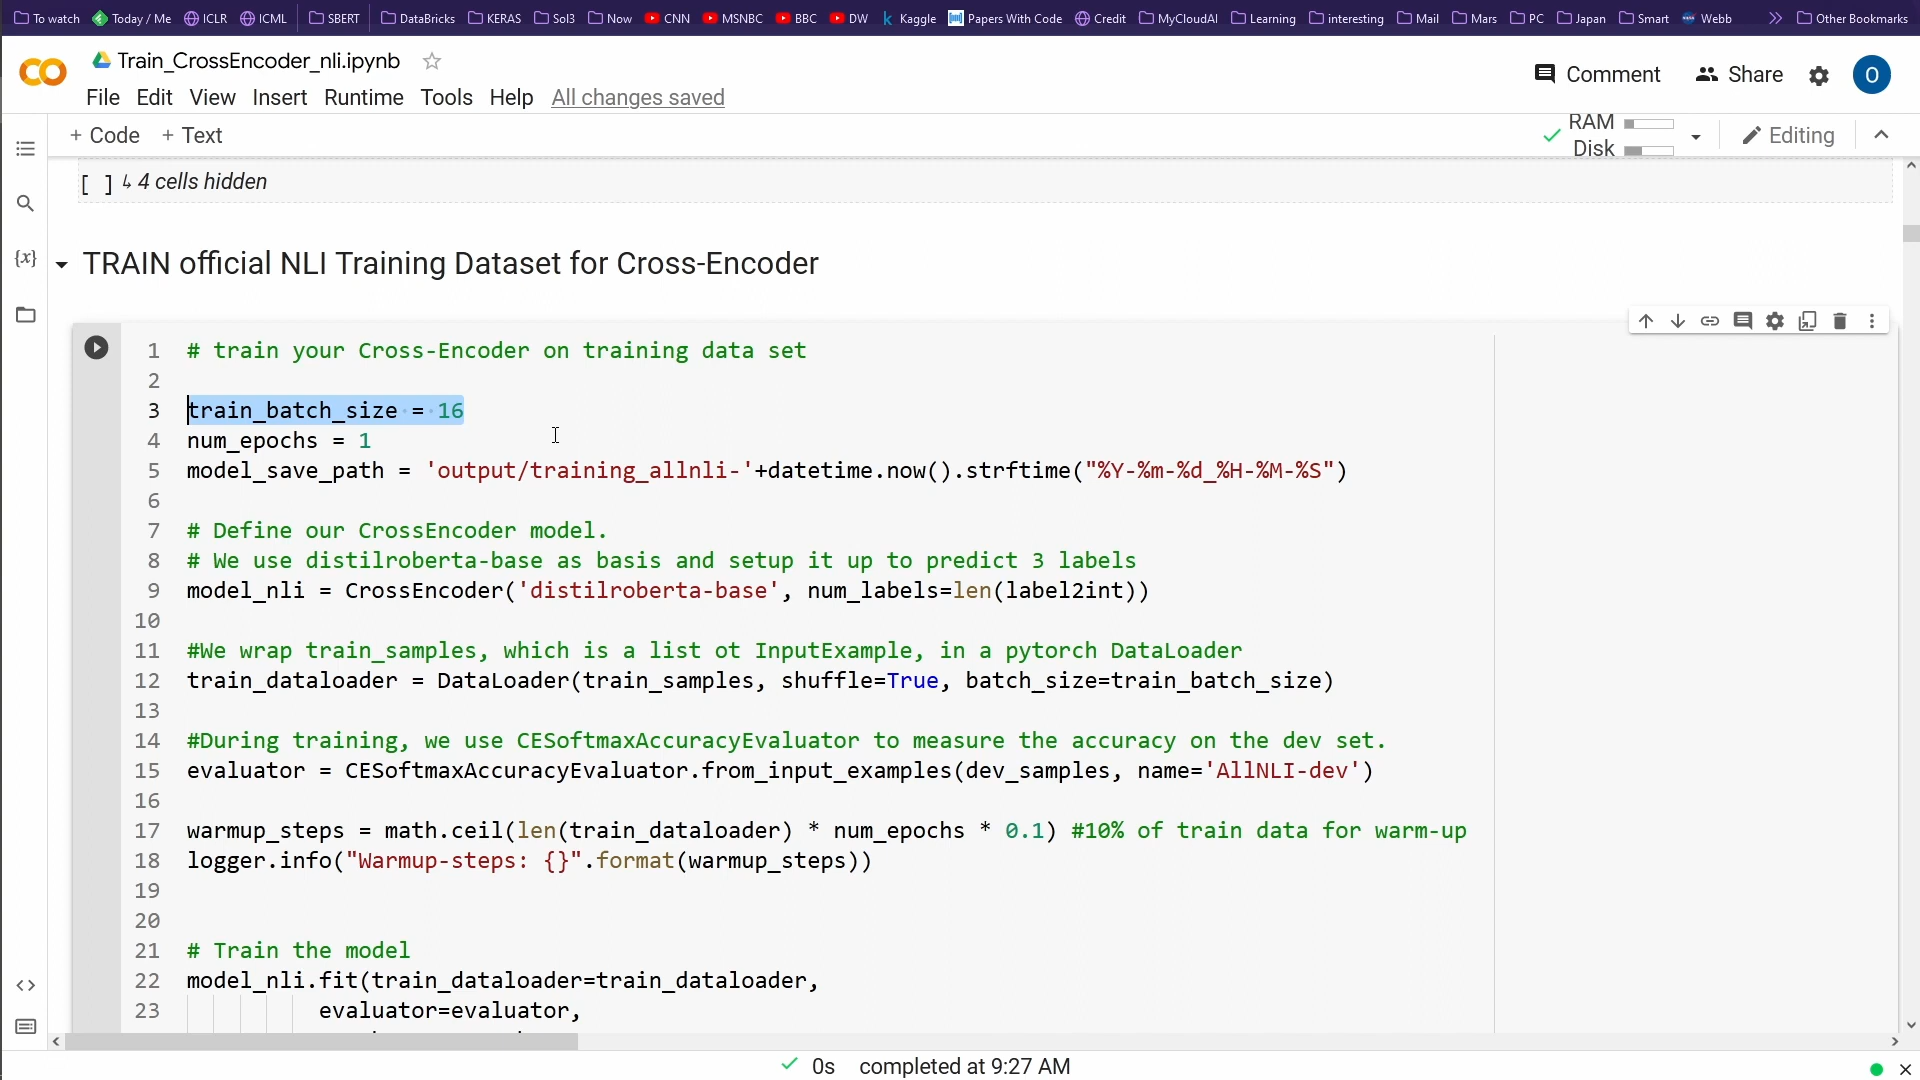 To watch Today / Me ICLR ICML SBERT DataBricks KERAS Sol3 Now CNN MSNBC BBC DW Kaggle Papers With Code Credit MyCloudAI Learning interesting Mail Mars PC Japan Smart Webb Other Bookmarks
Train_CrossEncoder_nli.ipynb
Comment Share O
File Edit View Insert Runtime Tools Help All changes saved
+ Code + Text RAM Disk Editing
[ ] ↳ 4 cells hidden
{x}
TRAIN official NLI Training Dataset for Cross-Encoder
1 # train your Cross-Encoder on training data set
2
3 train_batch_size = 16
4 num_epochs = 1
5 model_save_path = 'output/training_allnli-'+datetime.now().strftime("%Y-%m-%d_%H-%M-%S")
6
7 # Define our CrossEncoder model.
8 # We use distilroberta-base as basis and setup it up to predict 3 labels
9 model_nli = CrossEncoder('distilroberta-base', num_labels=len(label2int))
10
11 #We wrap train_samples, which is a list ot InputExample, in a pytorch DataLoader
12 train_dataloader = DataLoader(train_samples, shuffle=True, batch_size=train_batch_size)
13
14 #During training, we use CESoftmaxAccuracyEvaluator to measure the accuracy on the dev set.
15 evaluator = CESoftmaxAccuracyEvaluator.from_input_examples(dev_samples, name='AllNLI-dev')
16
17 warmup_steps = math.ceil(len(train_dataloader) * num_epochs * 0.1) #10% of train data for warm-up
18 logger.info("Warmup-steps: {}".format(warmup_steps))
19
20
21 # Train the model
22 model_nli.fit(train_dataloader=train_dataloader,
23 evaluator=evaluator,
0s completed at 9:27 AM